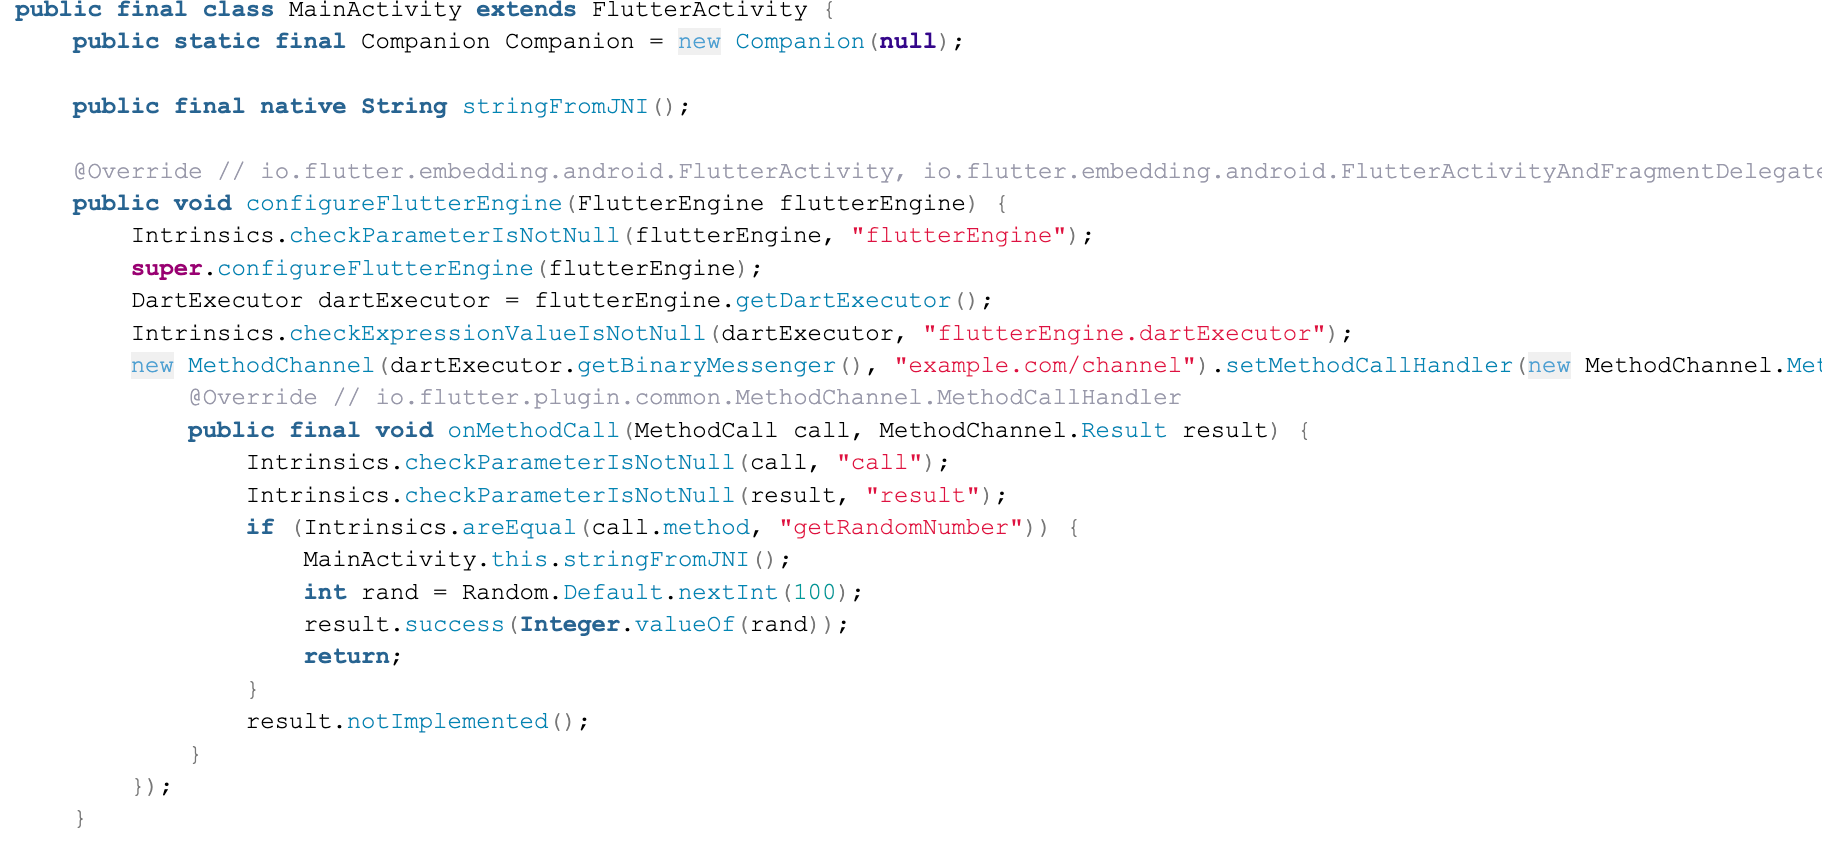 public final class MainActivity extends FlutterActivity {
    public static final Companion Companion = new Companion(null);

    public final native String stringFromJNI();

    @Override // io.flutter.embedding.android.FlutterActivity, io.flutter.embedding.android.FlutterActivityAndFragmentDelegate
    public void configureFlutterEngine(FlutterEngine flutterEngine) {
        Intrinsics.checkParameterIsNotNull(flutterEngine, "flutterEngine");
        super.configureFlutterEngine(flutterEngine);
        DartExecutor dartExecutor = flutterEngine.getDartExecutor();
        Intrinsics.checkExpressionValueIsNotNull(dartExecutor, "flutterEngine.dartExecutor");
        new MethodChannel(dartExecutor.getBinaryMessenger(), "example.com/channel").setMethodCallHandler(new MethodChannel.Met
            @Override // io.flutter.plugin.common.MethodChannel.MethodCallHandler
            public final void onMethodCall(MethodCall call, MethodChannel.Result result) {
                Intrinsics.checkParameterIsNotNull(call, "call");
                Intrinsics.checkParameterIsNotNull(result, "result");
                if (Intrinsics.areEqual(call.method, "getRandomNumber")) {
                    MainActivity.this.stringFromJNI();
                    int rand = Random.Default.nextInt(100);
                    result.success(Integer.valueOf(rand));
                    return;
                }
                result.notImplemented();
            }
        });
    }